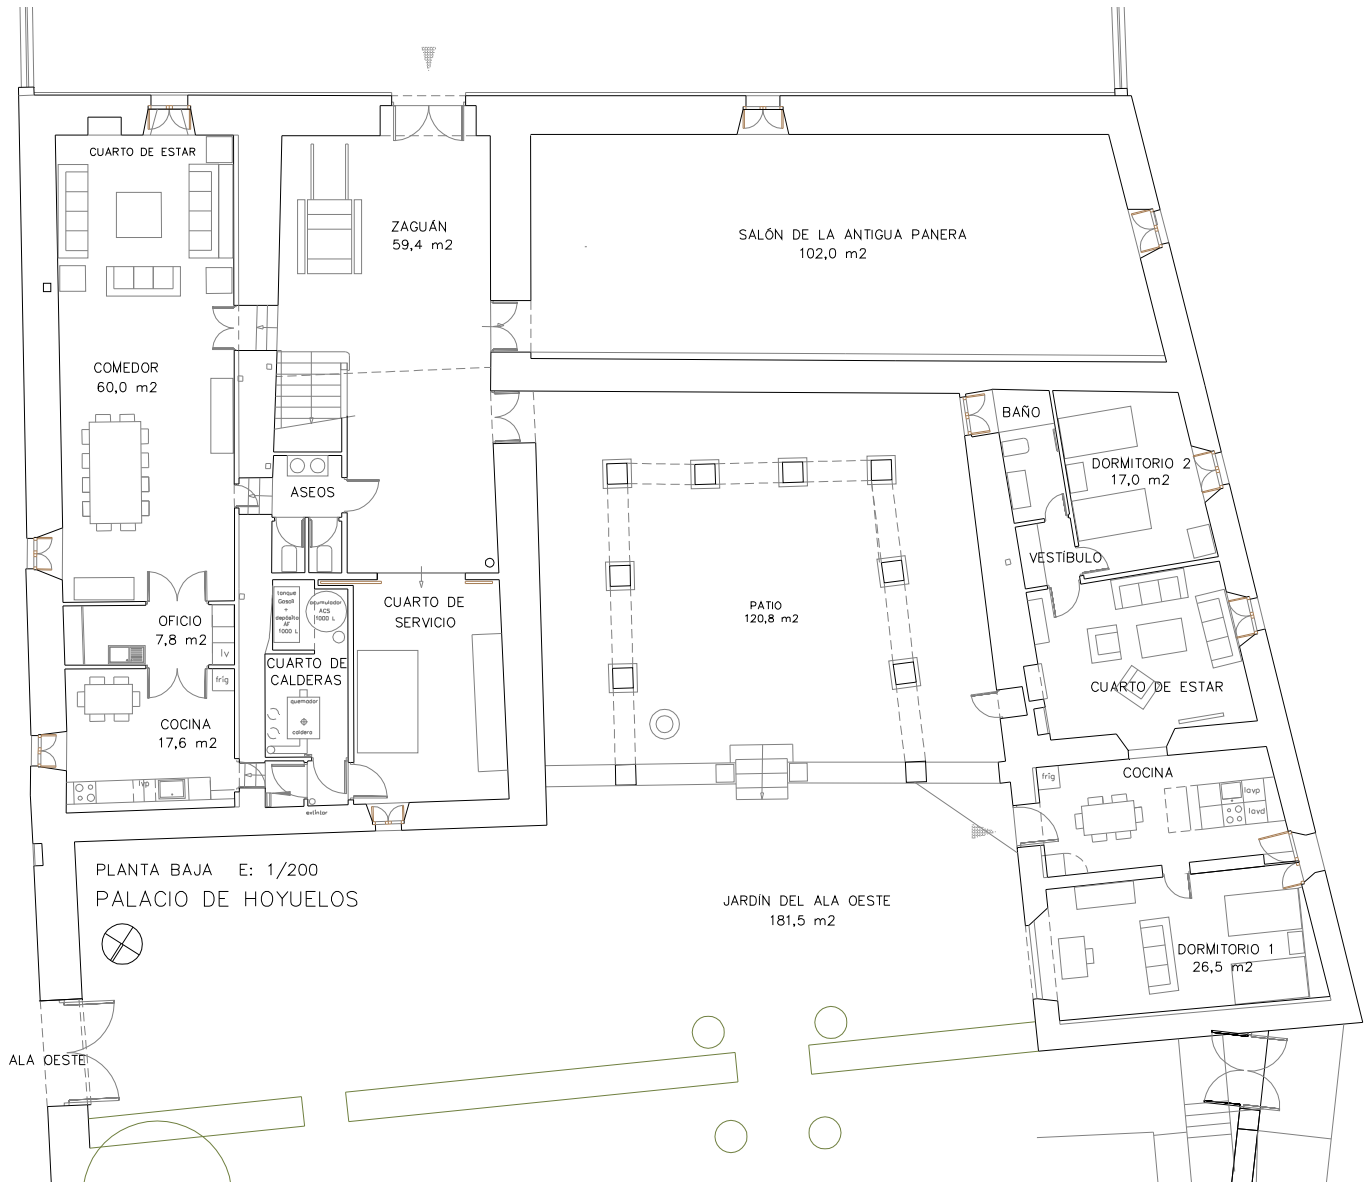 CUARTO DE ESTAR
ZAGUÁN
59,4 m2
SALÓN DE LA ANTIGUA PANERA
102,0 m2
COMEDOR
60,0 m2
BAÑO
DORMITORIO 2
17,0 m2
ASEOS
VESTÍBULO
tanque
Gasoil
+
depósito
AF
1000 L
acumulador
ACS
1000 L
CUARTO DE
SERVICIO
PATIO
120,8 m2
OFICIO
7,8 m2
lv
CUARTO DE
CALDERAS
frig
CUARTO DE ESTAR
quemador
caldera
COCINA
17,6 m2
lvp
COCINA
frig
lavp
lavd
extintor
PLANTA BAJA E: 1/200
PALACIO DE HOYUELOS
JARDÍN DEL ALA OESTE
181,5 m2
DORMITORIO 1
26,5 m2
ALA OESTE